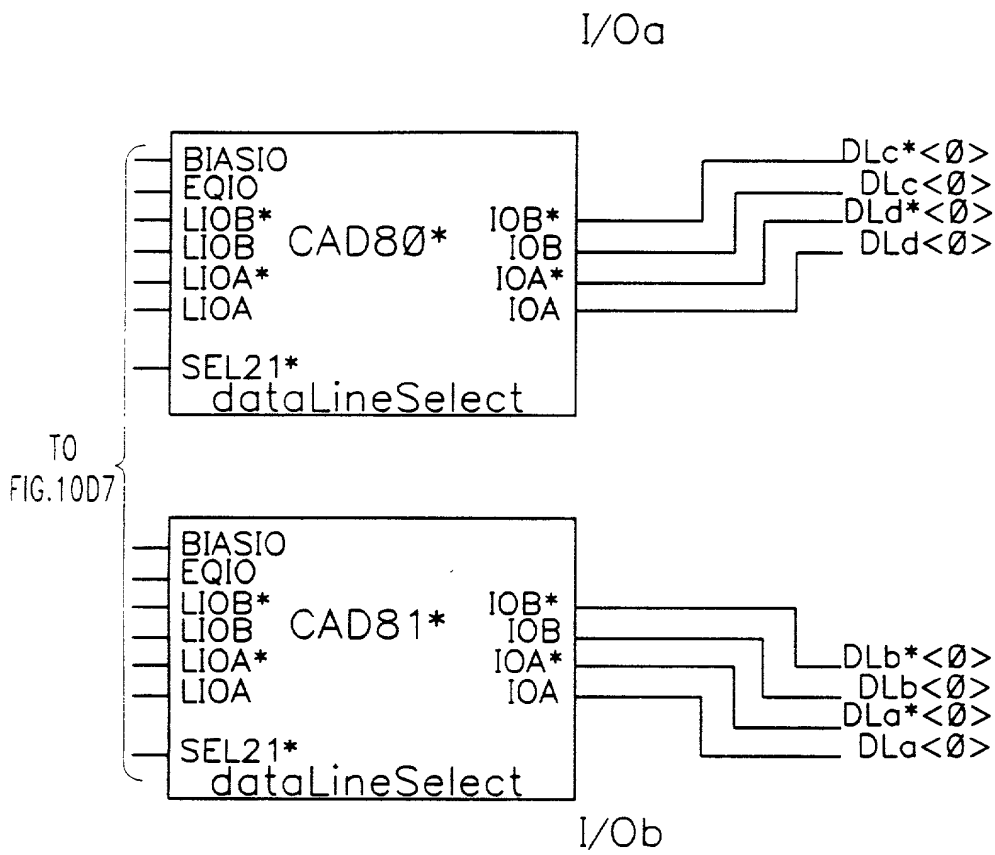 I/Oa
BIASIO
EQIO
LIOB*
LIOB
LIOA*
LIOA
SEL21*
CAD8Ø*
IOB*
IOB
IOA*
IOA
dataLineSelect
DLc*<Ø>
DLc<Ø>
DLd*<Ø>
DLd<Ø>
TO
FIG.10D7
BIASIO
EQIO
LIOB*
LIOB
LIOA*
LIOA
SEL21*
CAD81*
IOB*
IOB
IOA*
IOA
dataLineSelect
DLb*<Ø>
DLb<Ø>
DLa*<Ø>
DLa<Ø>
I/Ob